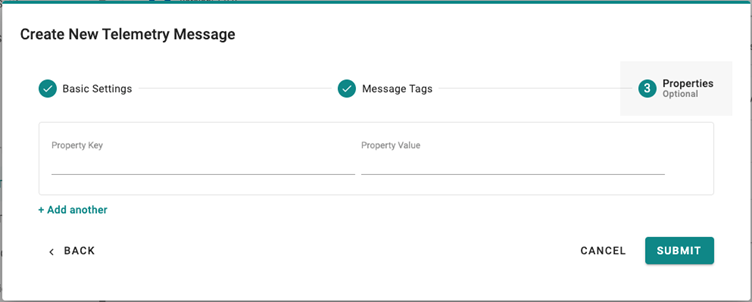 Create New Telemetry Message
Basic Settings
Message Tags
3 Properties
Optional
Property Key
Property Value
+ Add another
BACK
CANCEL
SUBMIT